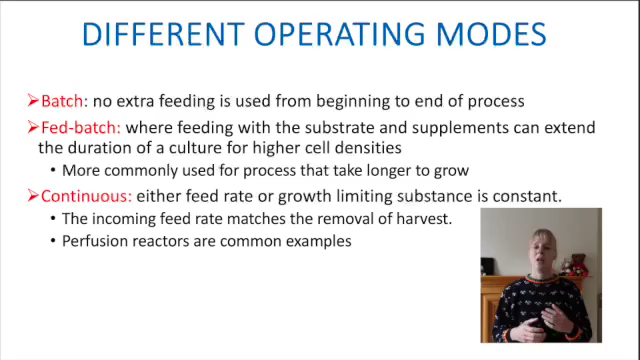 DIFFERENT OPERATING MODES
➢Batch: no extra feeding is used from beginning to end of process
➢Fed-batch: where feeding with the substrate and supplements can extend
the duration of a culture for higher cell densities
• More commonly used for process that take longer to grow
➢Continuous: either feed rate or growth limiting substance is constant.
• The incoming feed rate matches the removal of harvest.
• Perfusion reactors are common examples